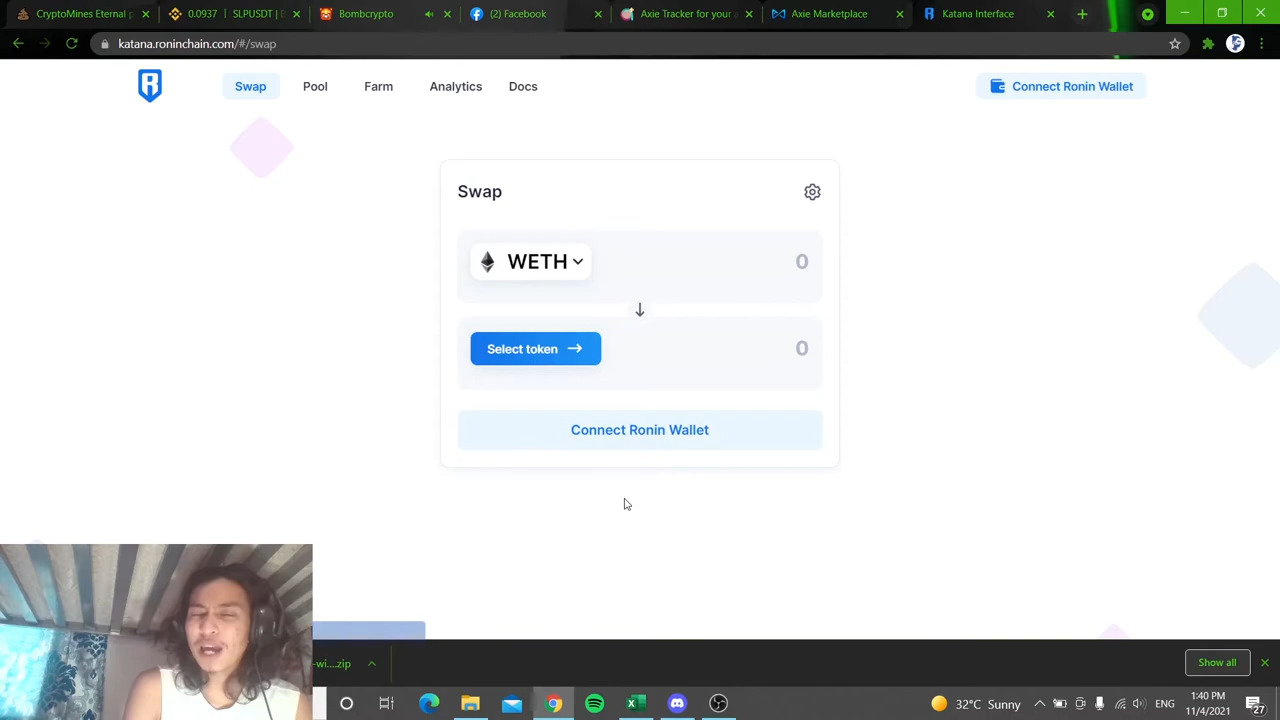 CryptoMines Eternal p
0.0937 | SLPUSDT | B
Bombcrypto
(2) Facebook
Axie Tracker for your a
Axie Marketplace
Katana Interface
katana.roninchain.com/#/swap
Swap
Pool
Farm
Analytics
Docs
Connect Ronin Wallet
Swap
WETH
0
Select token
0
Connect Ronin Wallet
-wi....zip
Show all
32°C Sunny
ENG
1:40 PM
11/4/2021
27